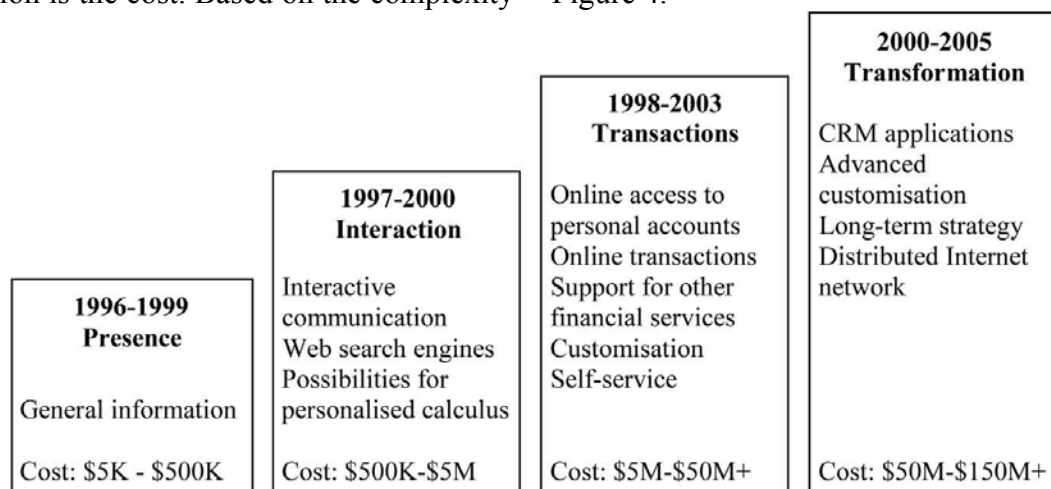 ion is the cost. Based on the complexity Figure 4.
1996-1999
Presence
General information
Cost: $5K - $500K
1997-2000
Interaction
Interactive
communication
Web search engines
Possibilities for
personalised calculus
Cost: $500K-$5M
1998-2003
Transactions
Online access to
personal accounts
Online transactions
Support for other
financial services
Customisation
Self-service
Cost: $5M-$50M+
2000-2005
Transformation
CRM applications
Advanced
customisation
Long-term strategy
Distributed Internet
network
Cost: $50M-$150M+